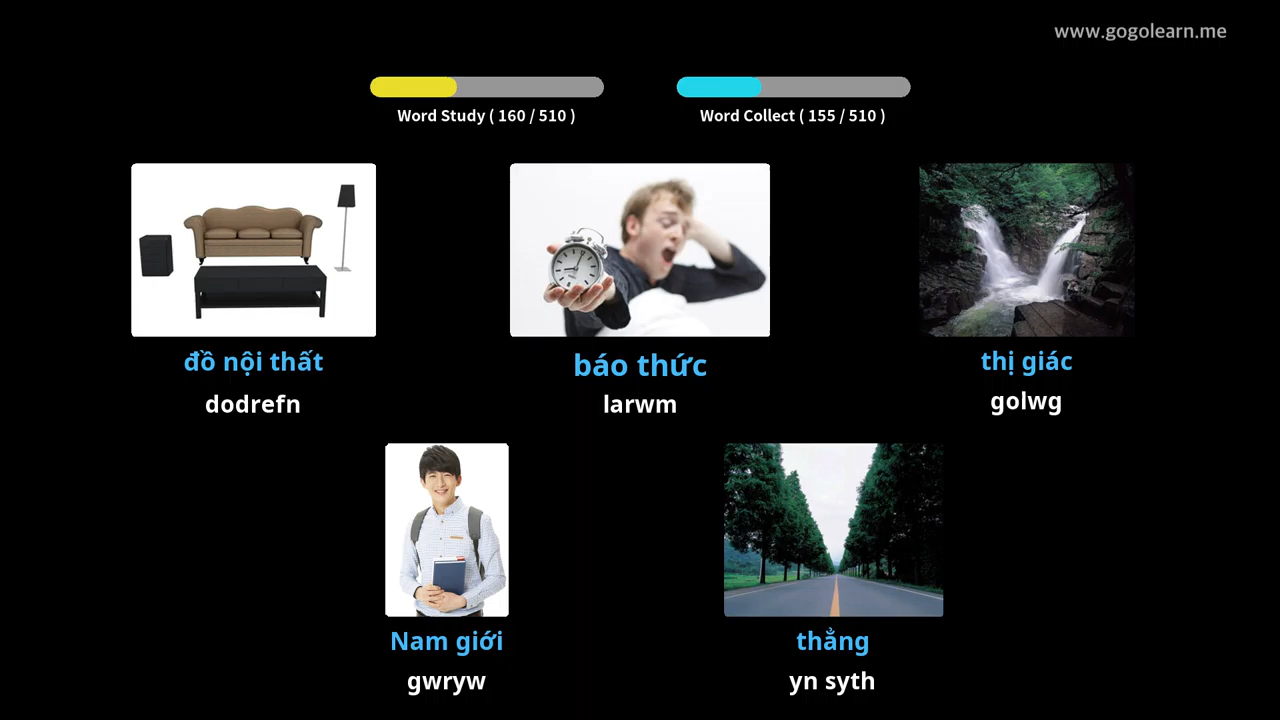 www.gogolearn.me
Word Study ( 160 / 510 )
Word Collect ( 155 / 510 )
đồ nội thất
dodrefn
báo thức
larwm
thị giác
golwg
Nam giới
gwryw
thẳng
yn syth